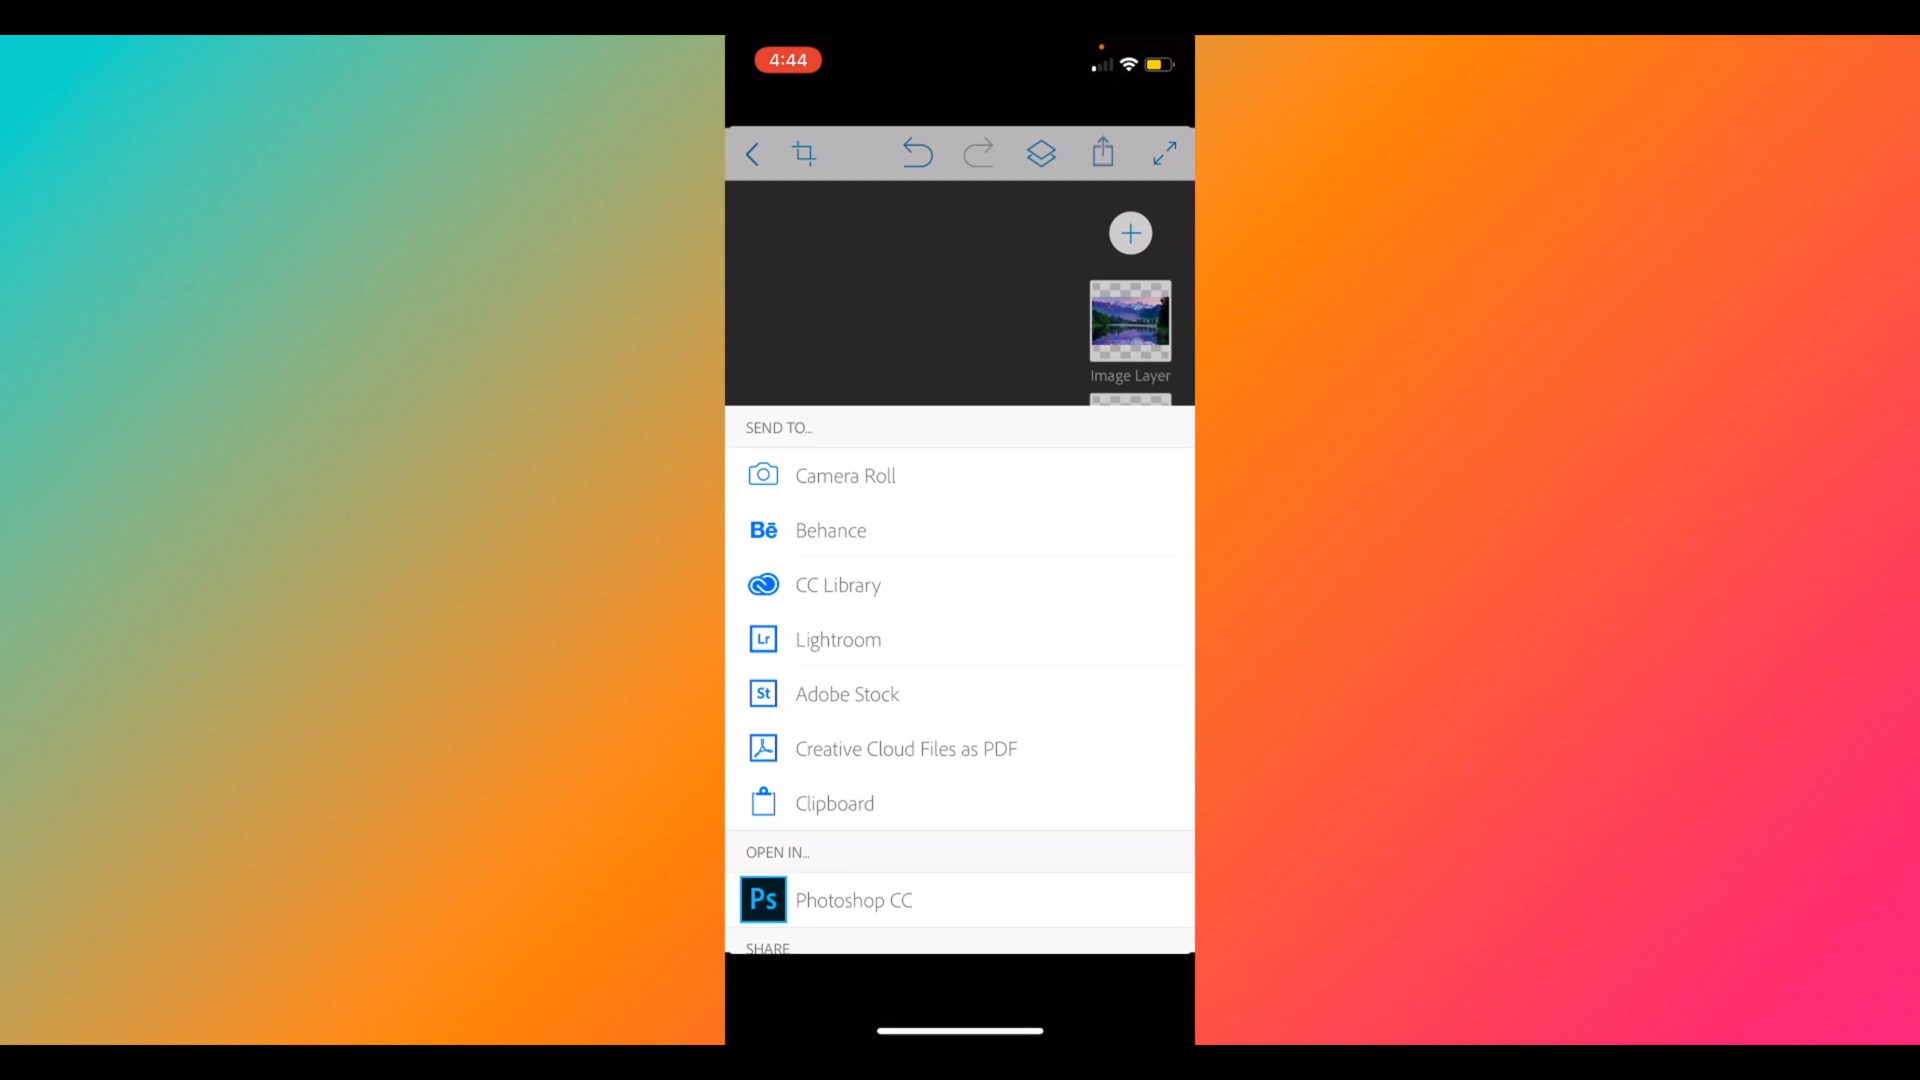 4:44
Image Layer
SEND TO...
Camera Roll
Bē Behance
CC Library
Lr Lightroom
St Adobe Stock
Creative Cloud Files as PDF
Clipboard
OPEN IN...
Ps Photoshop CC
SHARE